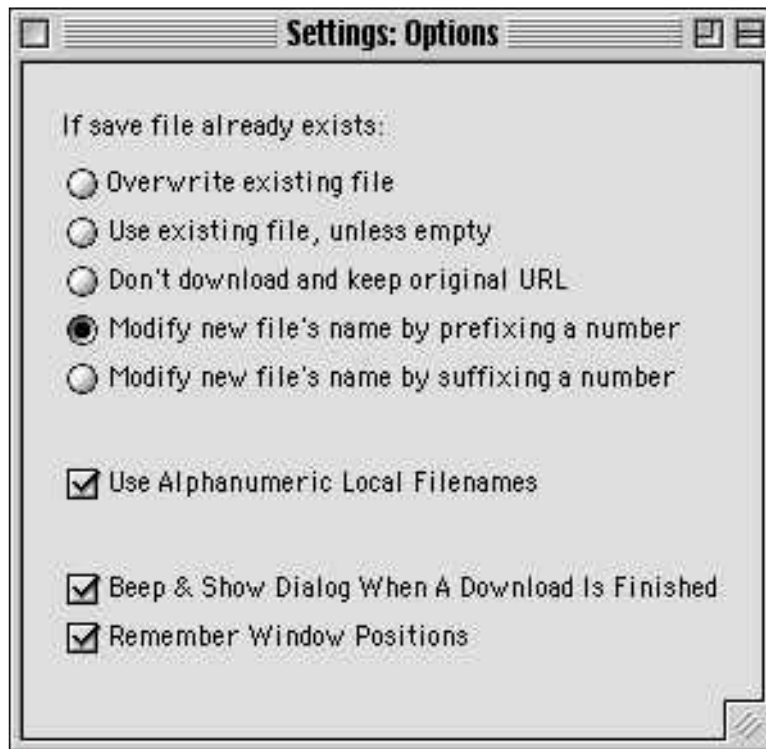 Settings: Options
If save file already exists:
Overwrite existing file
Use existing file, unless empty
Don't download and keep original URL
Modify new file's name by prefixing a number
Modify new file's name by suffixing a number
Use Alphanumeric Local Filenames
Beep & Show Dialog When A Download Is Finished
Remember Window Positions